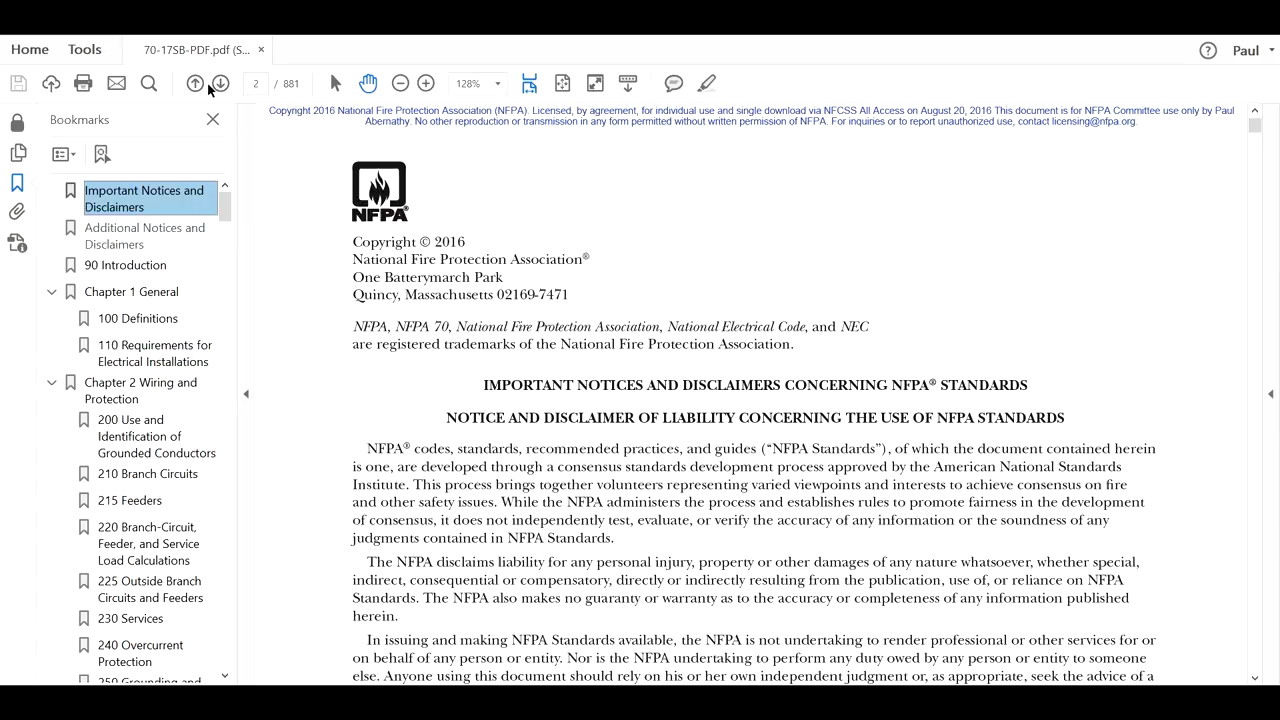 Home
Tools
70-17SB-PDF.pdf (S...
×
Paul
2
/ 881
128%
Bookmarks
Important Notices and
Disclaimers
Additional Notices and
Disclaimers
90 Introduction
Chapter 1 General
100 Definitions
110 Requirements for
Electrical Installations
Chapter 2 Wiring and
Protection
200 Use and
Identification of
Grounded Conductors
210 Branch Circuits
215 Feeders
220 Branch-Circuit,
Feeder, and Service
Load Calculations
225 Outside Branch
Circuits and Feeders
230 Services
240 Overcurrent
Protection
250 Grounding and
Copyright 2016 National Fire Protection Association (NFPA). Licensed, by agreement, for individual use and single download via NFCSS All Access on August 20, 2016 This document is for NFPA Committee use only by Paul
Abernathy. No other reproduction or transmission in any form permitted without written permission of NFPA. For inquiries or to report unauthorized use, contact licensing@nfpa.org.
NFPA®
Copyright © 2016
National Fire Protection Association®
One Batterymarch Park
Quincy, Massachusetts 02169-7471
NFPA, NFPA 70, National Fire Protection Association, National Electrical Code, and NEC
are registered trademarks of the National Fire Protection Association.
IMPORTANT NOTICES AND DISCLAIMERS CONCERNING NFPA® STANDARDS
NOTICE AND DISCLAIMER OF LIABILITY CONCERNING THE USE OF NFPA STANDARDS
NFPA® codes, standards, recommended practices, and guides (“NFPA Standards”), of which the document contained herein
is one, are developed through a consensus standards development process approved by the American National Standards
Institute. This process brings together volunteers representing varied viewpoints and interests to achieve consensus on fire
and other safety issues. While the NFPA administers the process and establishes rules to promote fairness in the development
of consensus, it does not independently test, evaluate, or verify the accuracy of any information or the soundness of any
judgments contained in NFPA Standards.
The NFPA disclaims liability for any personal injury, property or other damages of any nature whatsoever, whether special,
indirect, consequential or compensatory, directly or indirectly resulting from the publication, use of, or reliance on NFPA
Standards. The NFPA also makes no guaranty or warranty as to the accuracy or completeness of any information published
herein.
In issuing and making NFPA Standards available, the NFPA is not undertaking to render professional or other services for or
on behalf of any person or entity. Nor is the NFPA undertaking to perform any duty owed by any person or entity to someone
else. Anyone using this document should rely on his or her own independent judgment or, as appropriate, seek the advice of a